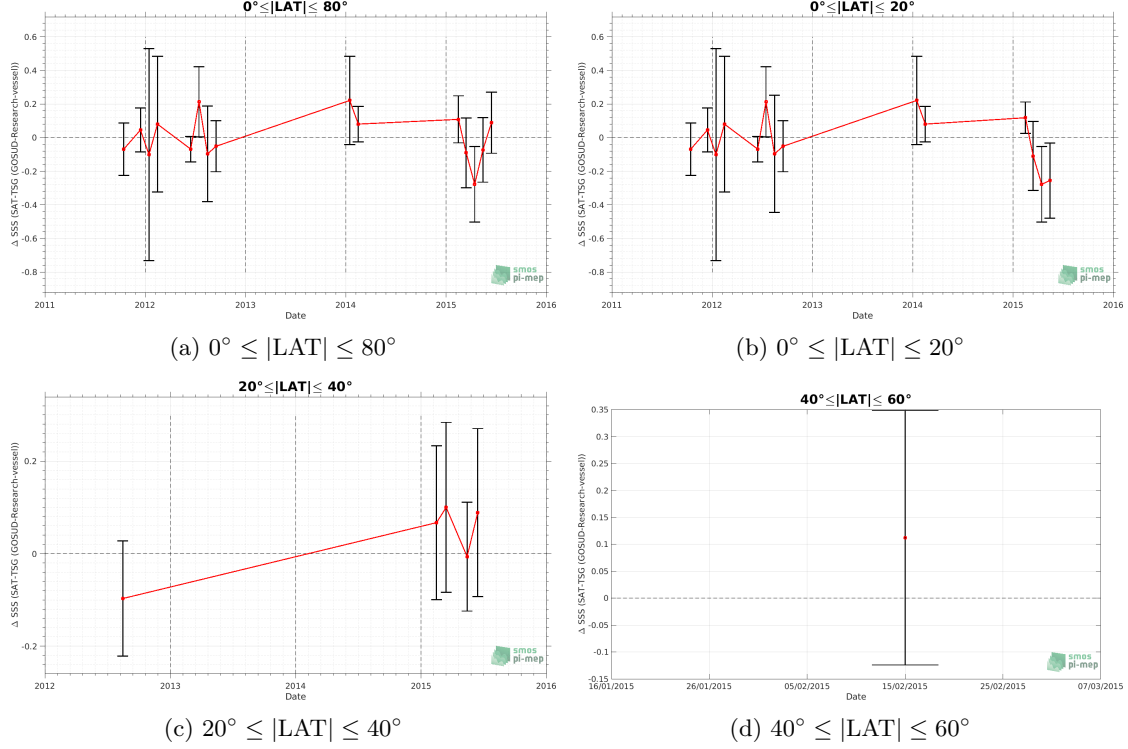 0°≤|LAT|≤ 80°
Δ SSS (SAT-TSG (GOSUD-Research-vessel))
0.6
0.4
0.2
0
-0.2
-0.4
-0.6
-0.8
2011 2012 2013 2014 2015 2016
Date
smos
pi-mep
(a) 0° ≤ |LAT| ≤ 80°
0°≤|LAT|≤ 20°
Δ SSS (SAT-TSG (GOSUD-Research-vessel))
0.6
0.4
0.2
0
-0.2
-0.4
-0.6
-0.8
2011 2012 2013 2014 2015 2016
Date
smos
pi-mep
(b) 0° ≤ |LAT| ≤ 20°
20°≤|LAT|≤ 40°
Δ SSS (SAT-TSG (GOSUD-Research-vessel))
0.2
0
-0.2
2012 2013 2014 2015 2016
Date
smos
pi-mep
(c) 20° ≤ |LAT| ≤ 40°
40°≤|LAT|≤ 60°
Δ SSS (SAT-TSG (GOSUD-Research-vessel))
0.35
0.3
0.25
0.2
0.15
0.1
0.05
0
-0.05
-0.1
-0.15
16/01/2015 26/01/2015 05/02/2015 15/02/2015 25/02/2015 07/03/2015
Date
smos
pi-mep
(d) 40° ≤ |LAT| ≤ 60°